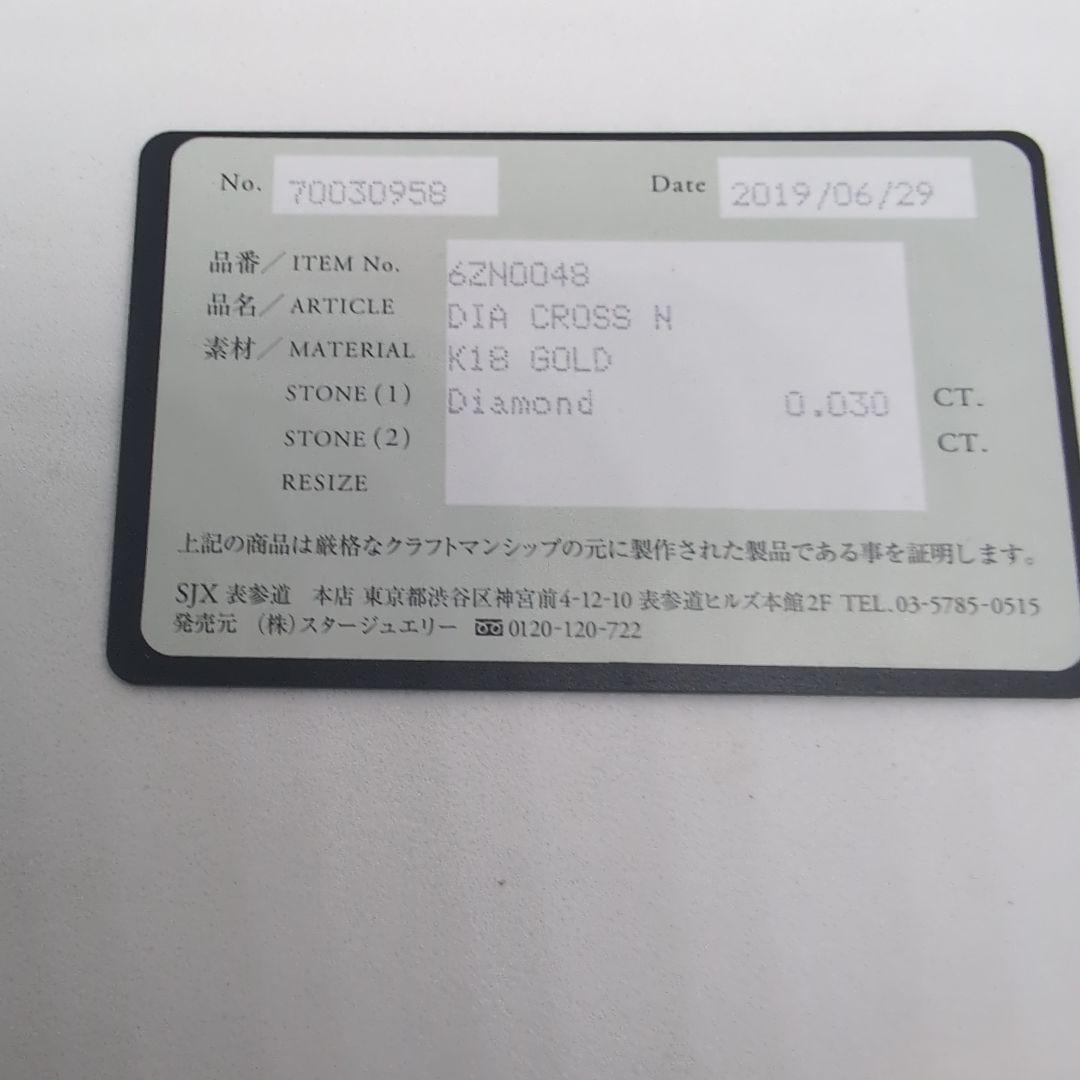 No. 70030958 Date 2019/06/29
品番／ITEM No. 6ZN0048
品名／ARTICLE DIA CROSS N
素材／MATERIAL K18 GOLD
STONE(1) Diamond 0.030 CT.
STONE(2) CT.
RESIZE
上記の商品は厳格なクラフトマンシップの元に製作された製品である事を証明します。
SJX 表参道 本店 東京都渋谷区神宮前4-12-10 表参道ヒルズ本館2F TEL.03-5785-0515
発売元 (株)スタージュエリー 0120-120-722